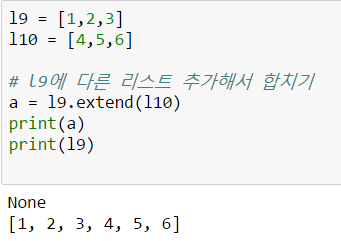 l9 = [1,2,3]
l10 = [4,5,6]
# l9에 다른 리스트 추가해서 합치기
a = l9.extend(l10)
print(a)
print(l9)
None
[1, 2, 3, 4, 5, 6]